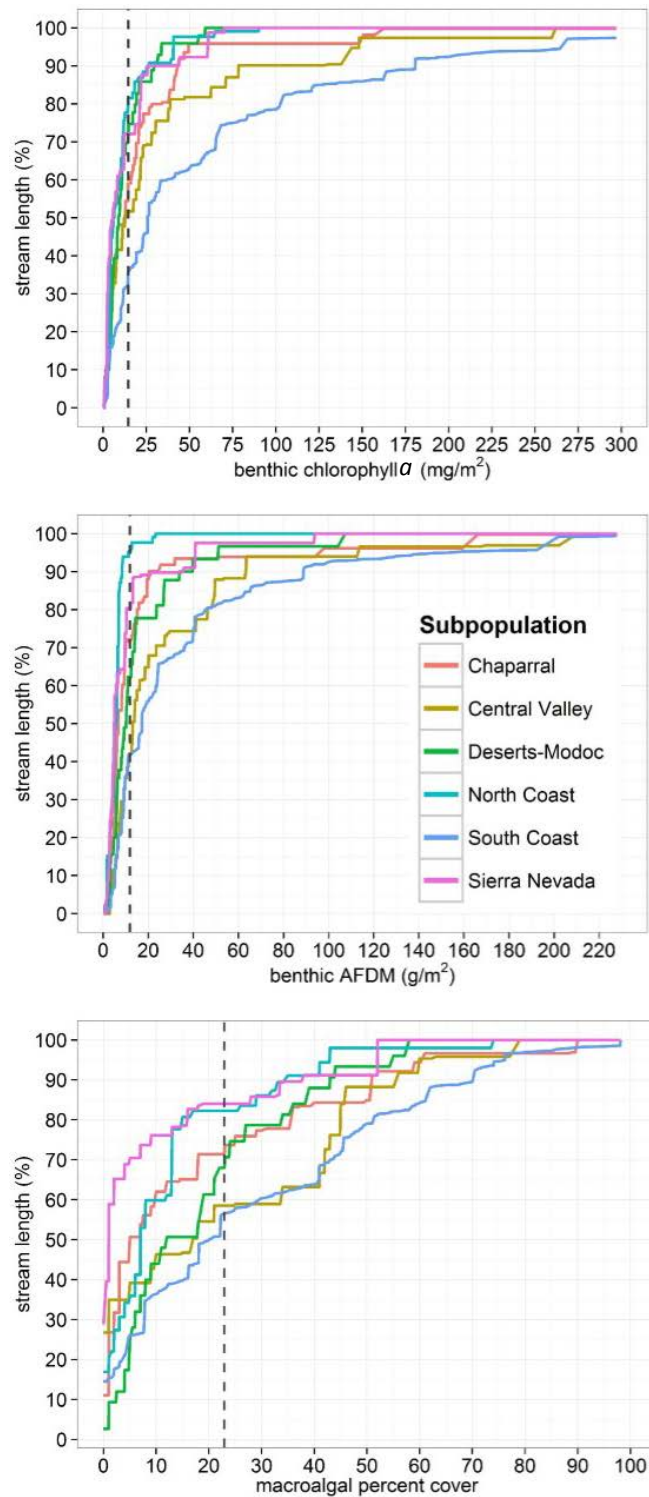 100
90
80
70
60
50
40
30
20
10
0
stream length (%)
0 25 50 75 100 125 150 175 200 225 250 275 300
benthic chlorophyll a (mg/m²)
100
90
80
70
60
50
40
30
20
10
0
stream length (%)
Subpopulation
Chaparral
Central Valley
Deserts-Modoc
North Coast
South Coast
Sierra Nevada
0 20 40 60 80 100 120 140 160 180 200 220
benthic AFDM (g/m²)
100
90
80
70
60
50
40
30
20
10
0
stream length (%)
0 10 20 30 40 50 60 70 80 90 100
macroalgal percent cover